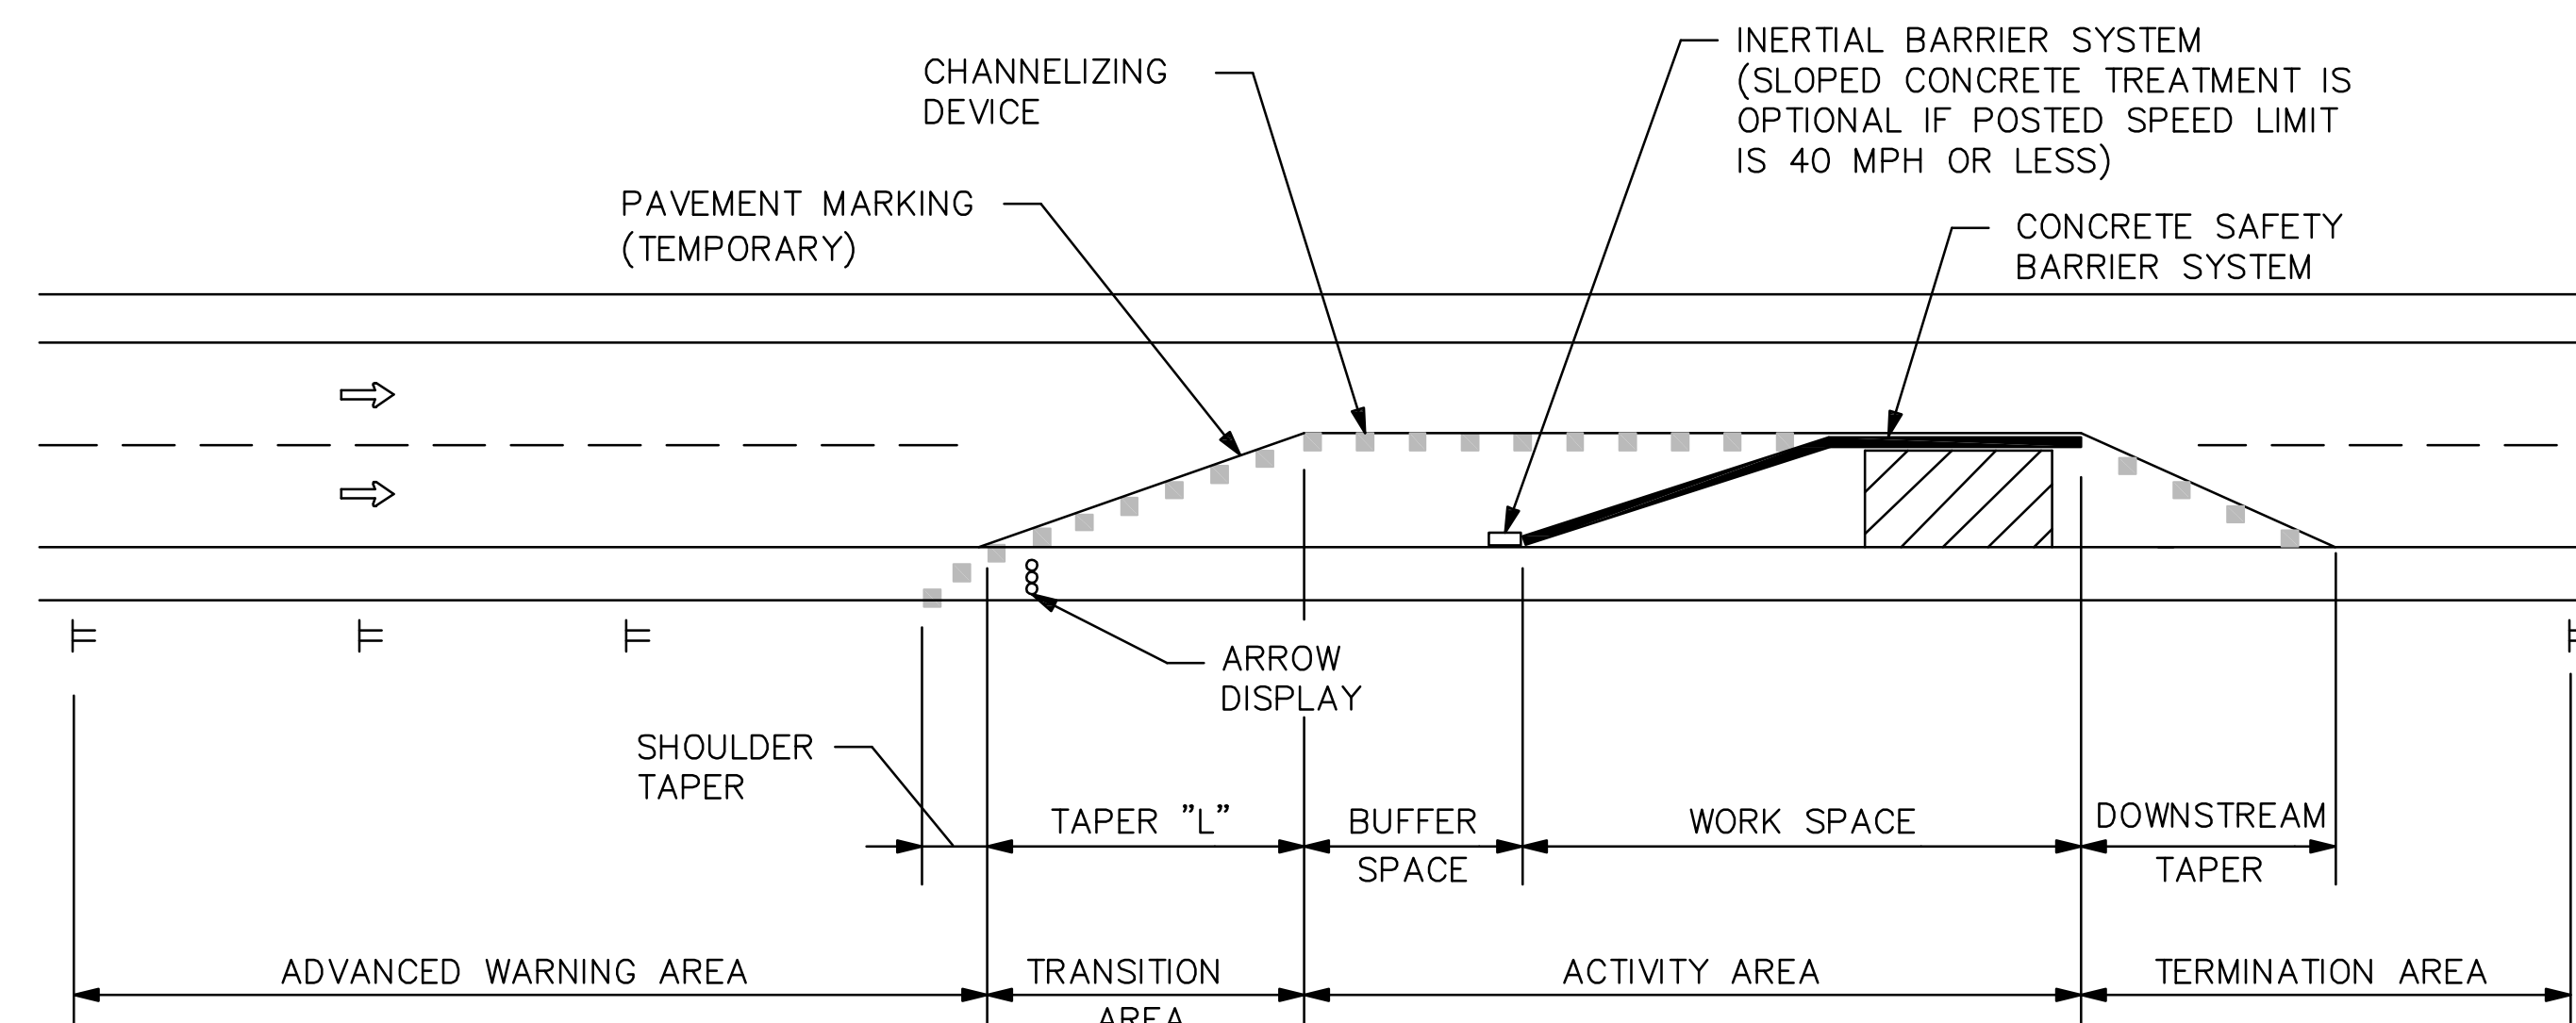 INERTIAL BARRIER SYSTEM
(SLOPED CONCRETE TREATMENT IS
OPTIONAL IF POSTED SPEED LIMIT
IS 40 MPH OR LESS)
CHANNELIZING
DEVICE
PAVEMENT MARKING
(TEMPORARY)
CONCRETE SAFETY
BARRIER SYSTEM
ARROW
DISPLAY
SHOULDER
TAPER
TAPER "L"
BUFFER
SPACE
WORK SPACE
DOWNSTREAM
TAPER
ADVANCED WARNING AREA
TRANSITION
AREA
ACTIVITY AREA
TERMINATION AREA